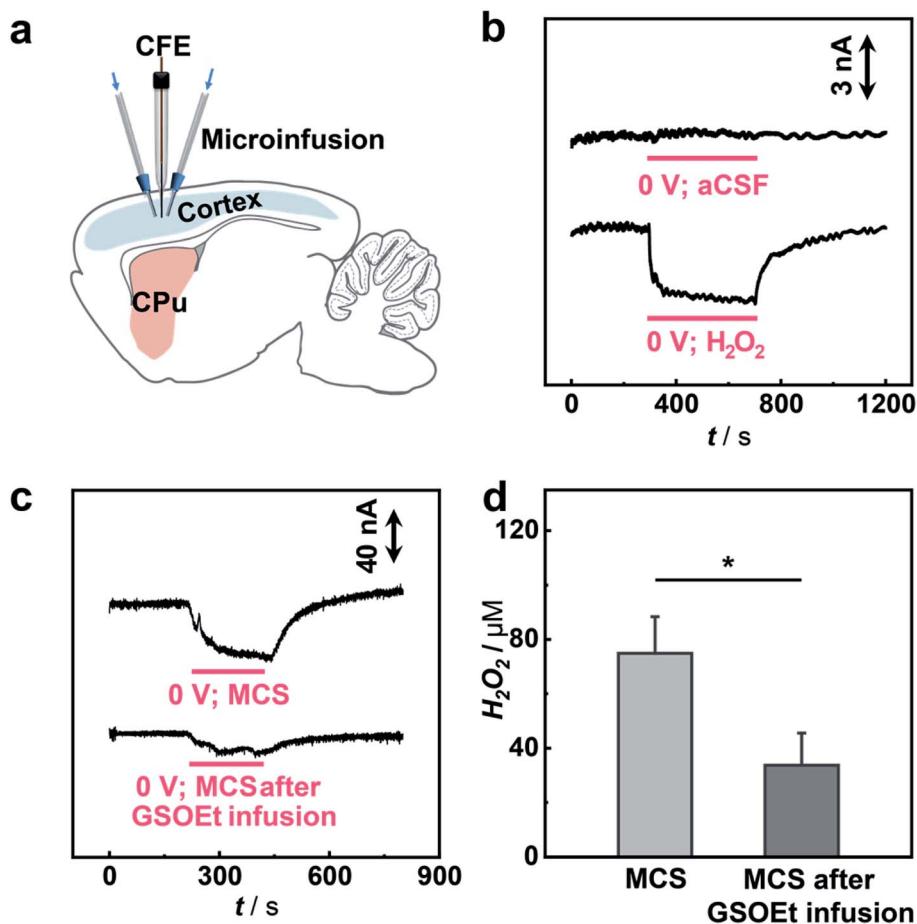 a
CFE
Microinfusion
Cortex
CPu
b
3 nA
0 V; aCSF
0 V; H₂O₂
0 400 800 1200
t / s
c
40 nA
0 V; MCS
0 V; MCS after
GSOEt infusion
0 300 600 900
t / s
d
120
80
40
0
H₂O₂ / µM
*
MCS
MCS after
GSOEt infusion